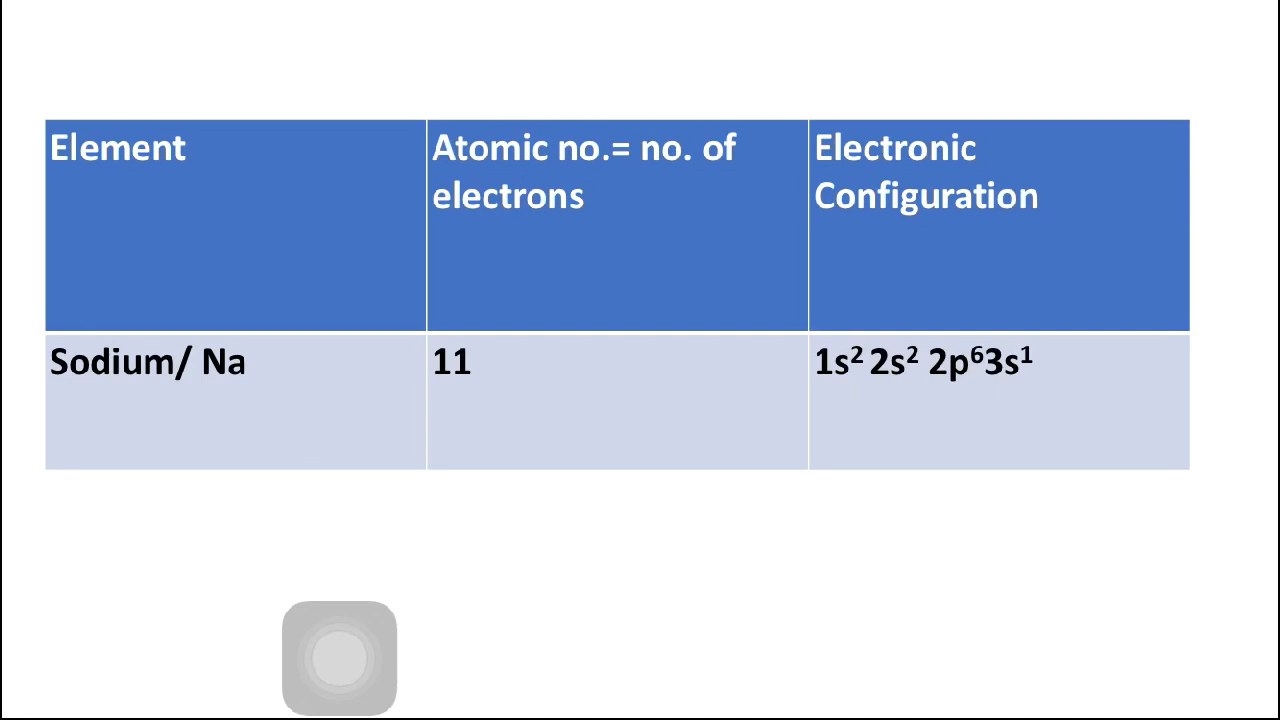 Element
Atomic no.= no. of
electrons
Electronic
Configuration
Sodium/ Na
11
1s² 2s² 2p⁶3s¹